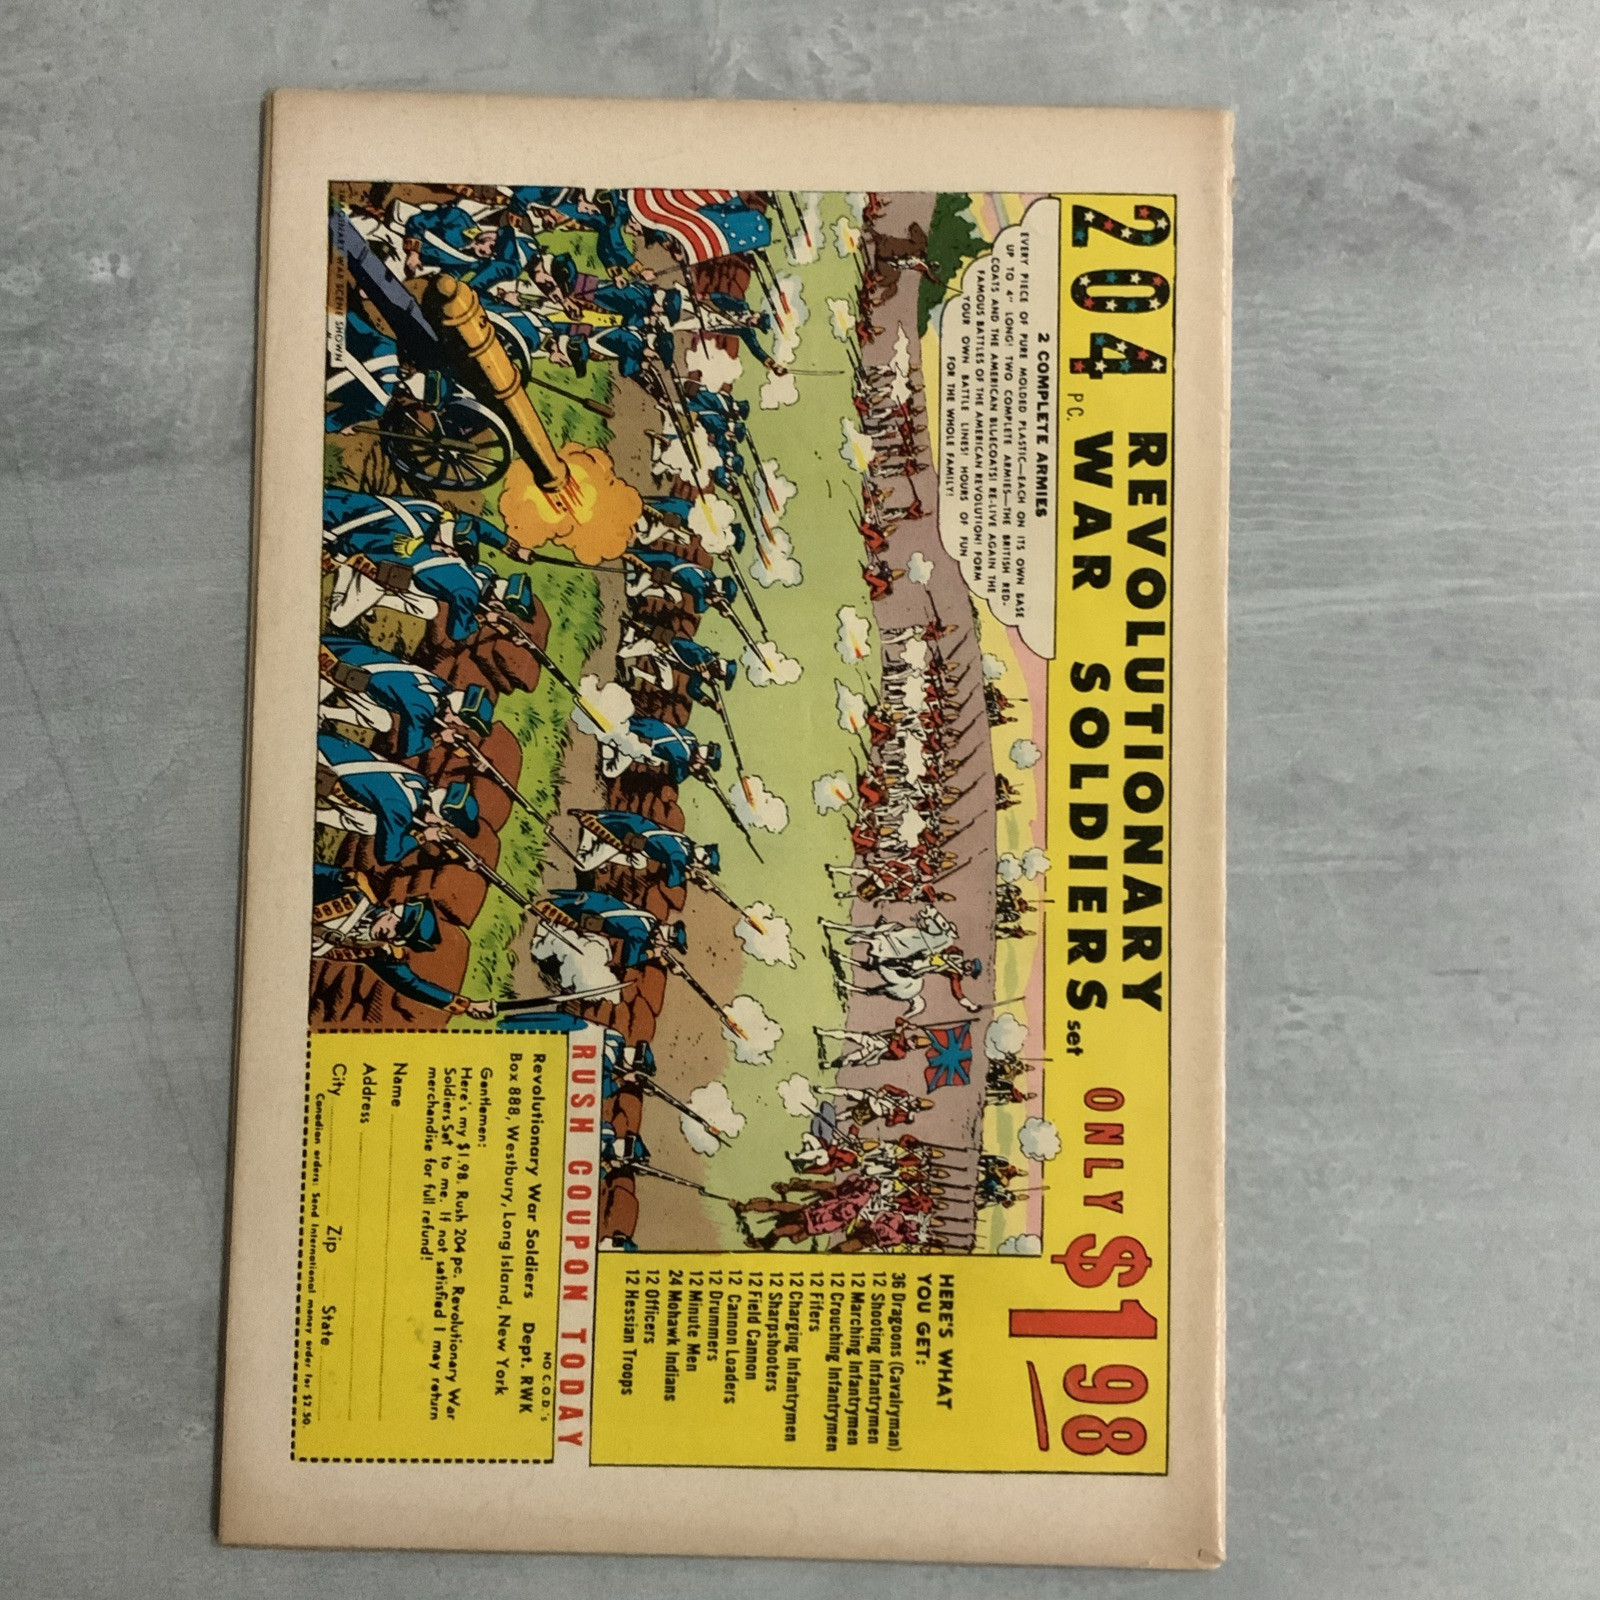 204 PC. REVOLUTIONARY
WAR SOLDIERS set
ONLY $1 98
2 COMPLETE ARMIES
EVERY PIECE OF PURE MOLDED PLASTIC—EACH ON ITS OWN BASE
UP TO 4" LONG! TWO COMPLETE ARMIES—THE BRITISH RED-
COATS AND THE AMERICAN BLUECOATS! RE-LIVE AGAIN THE
FAMOUS BATTLES OF THE AMERICAN REVOLUTION! FORM
YOUR OWN BATTLE LINES! HOURS OF FUN
FOR THE WHOLE FAMILY!
HERE'S WHAT
YOU GET:
36 Dragoons (Cavalryman)
12 Shooting Infantrymen
12 Marching Infantrymen
12 Crouching Infantrymen
12 Fifers
12 Charging Infantrymen
12 Sharpshooters
12 Field Cannon
12 Cannon Loaders
12 Drummers
12 Minute Men
24 Mohawk Indians
12 Officers
12 Hessian Troops
IMAGINARY WAR SCENE SHOWN
RUSH COUPON TODAY
NO C.O.D.'s
Revolutionary War Soldiers Dept. RWK
Box 888, Westbury, Long Island, New York
Gentlemen:
Here's my $1.98. Rush 204 pc. Revolutionary War
Soldiers Set to me. If not satisfied I may return
merchandise for full refund!
Name
Address
City Zip State
Canadian orders: Send International money order for $2.50.